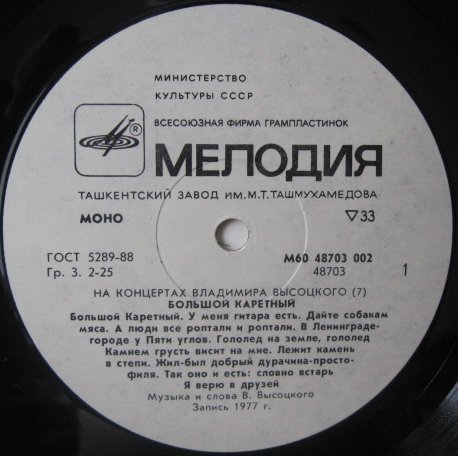 МИНИСТЕРСТВО
КУЛЬТУРЫ СССР
ВСЕСОЮЗНАЯ ФИРМА ГРАМПЛАСТИНОК
®
МЕЛОДИЯ
ТАШКЕНТСКИЙ ЗАВОД ИМ. М.Т. ТАШМУХАМЕДОВА
МОНО ▽33
ГОСТ 5289-88 М60 48703 002
Гр. 3. 2-25 48703 1
НА КОНЦЕРТАХ ВЛАДИМИРА ВЫСОЦКОГО (7)
БОЛЬШОЙ КАРЕТНЫЙ
Большой Каретный. У меня гитара есть. Дайте собакам
мяса. А люди все роптали и роптали. В Ленинграде-
городе у Пяти углов. Гололед на земле, гололед
Камнем грусть висит на мне. Лежит камень
в степи. Жил-был добрый дурачина-просто-
филя. Так оно и есть: словно встарь
Я верю в друзей
Музыка и слова В. Высоцкого
Запись 1977 г.